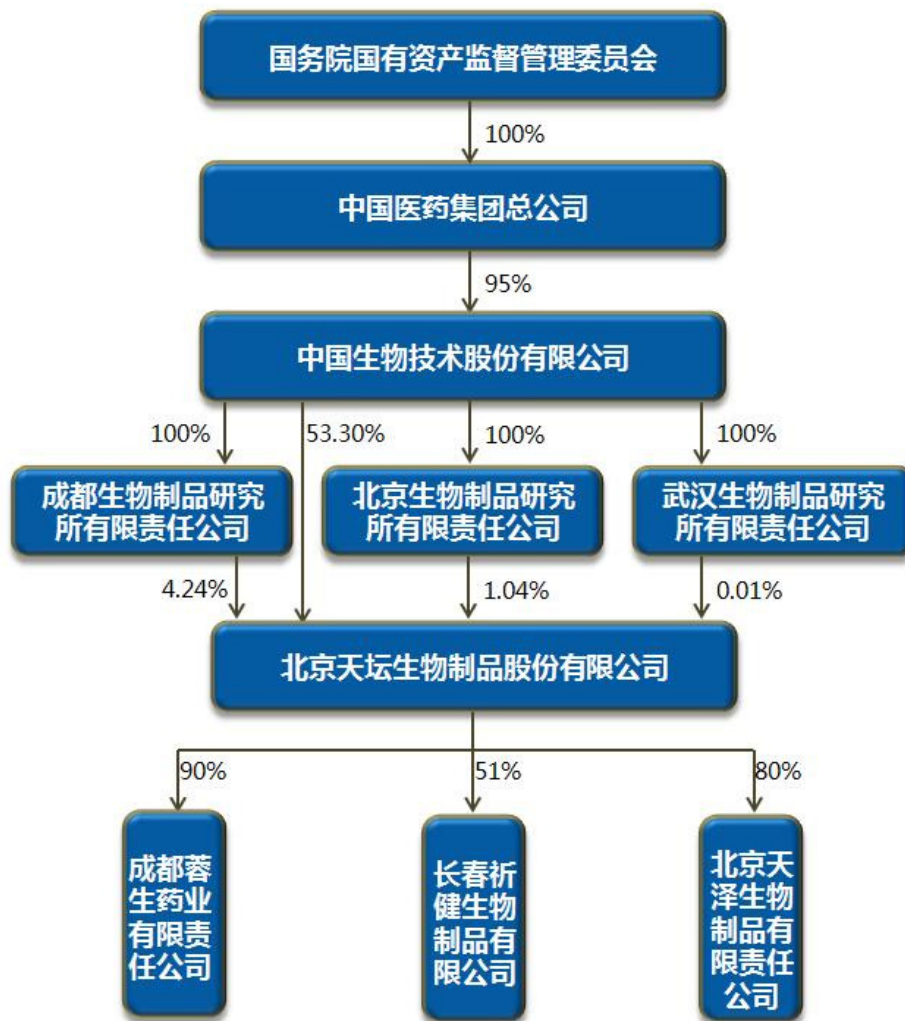 国务院国有资产监督管理委员会
100%
中国医药集团总公司
95%
中国生物技术股份有限公司
100%
53.30%
100%
100%
成都生物制品研究
所有限责任公司
北京生物制品研究
所有限责任公司
武汉生物制品研究
所有限责任公司
4.24%
1.04%
0.01%
北京天坛生物制品股份有限公司
90%
51%
80%
成都蓉
生药业
有限责
任公司
长春祈
健生物
制品有
限公司
北京天
泽生物
制品有
限责任
公司